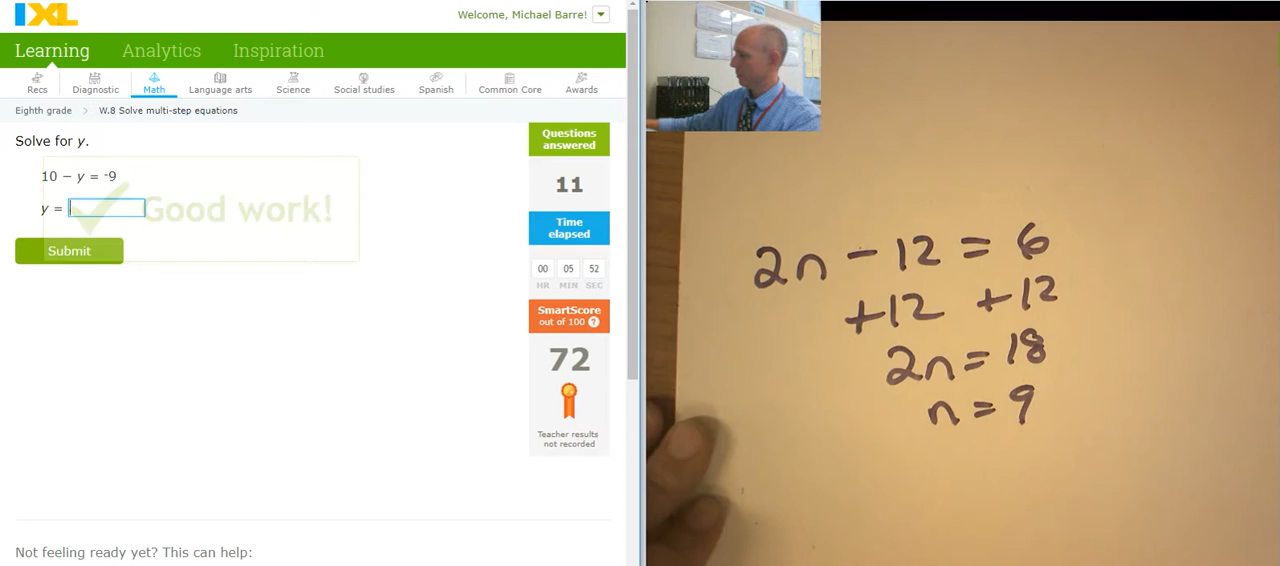 IXL
Welcome, Michael Barre!
Learning Analytics Inspiration
Recs Diagnostic Math Language arts Science Social studies Spanish Common Core Awards
Eighth grade > W.8 Solve multi-step equations
Solve for y.
10 − y = -9
y =
Good work!
Submit
Questions
answered
11
Time
elapsed
00 05 52
HR MIN SEC
SmartScore
out of 100 ?
72
Teacher results
not recorded
Not feeling ready yet? This can help:
2n - 12 = 6
+12 +12
2n = 18
n = 9